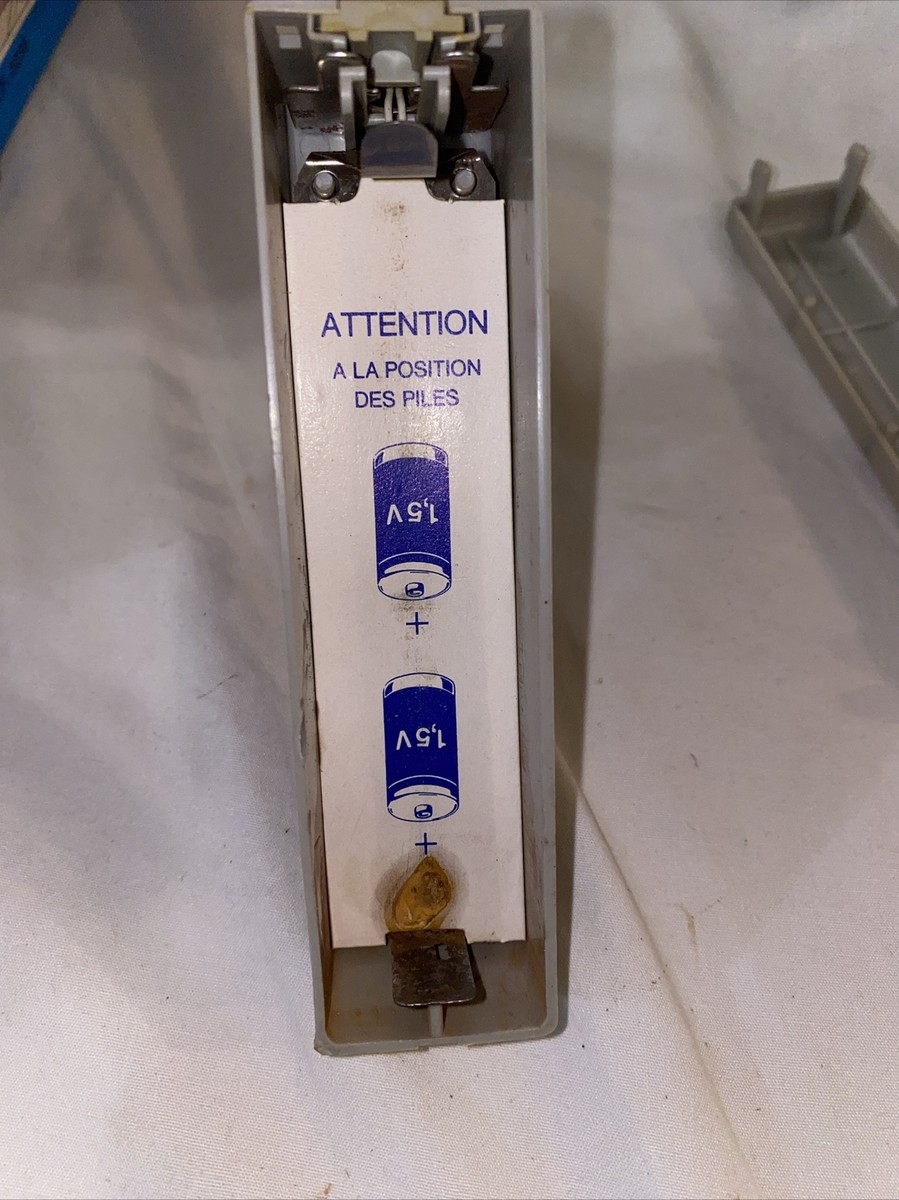 ATTENTION
A LA POSITION
DES PILES
1,5V
+
1,5V
+